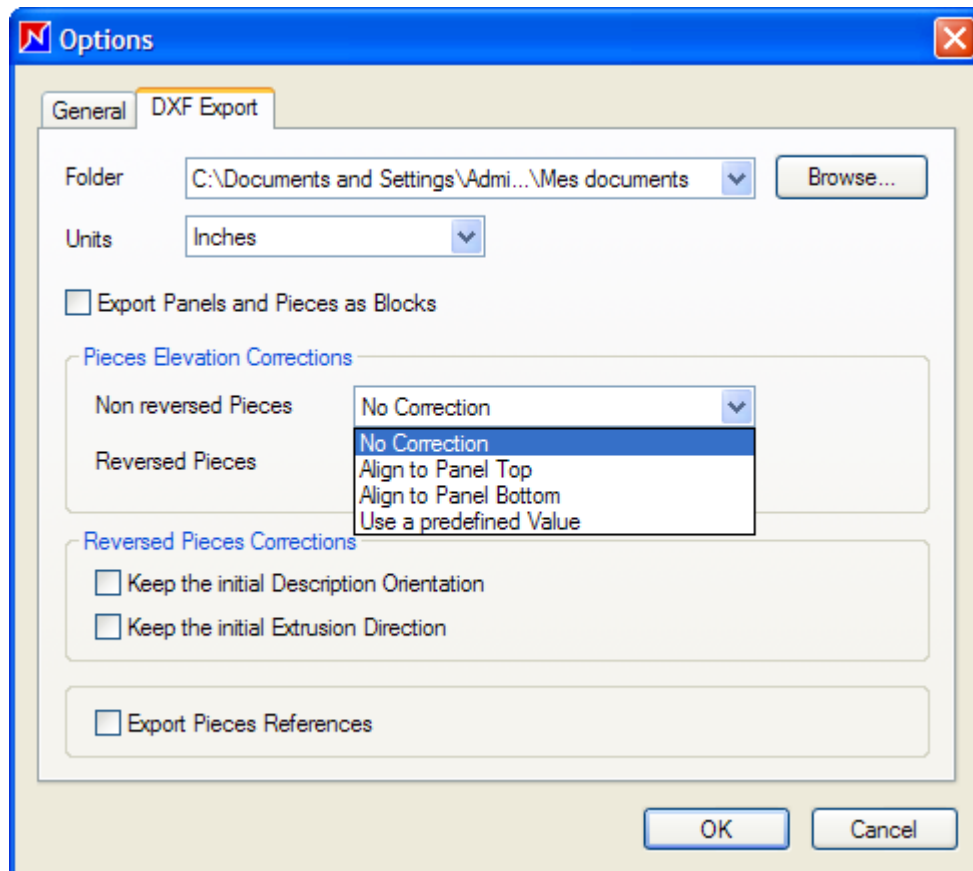 Options
General DXF Export
Folder C:\Documents and Settings\Admi...\Mes documents Browse...
Units Inches
Export Panels and Pieces as Blocks
Pieces Elevation Corrections
Non reversed Pieces No Correction
No Correction
Reversed Pieces Align to Panel Top
Align to Panel Bottom
Use a predefined Value
Reversed Pieces Corrections
Keep the initial Description Orientation
Keep the initial Extrusion Direction
Export Pieces References
OK Cancel